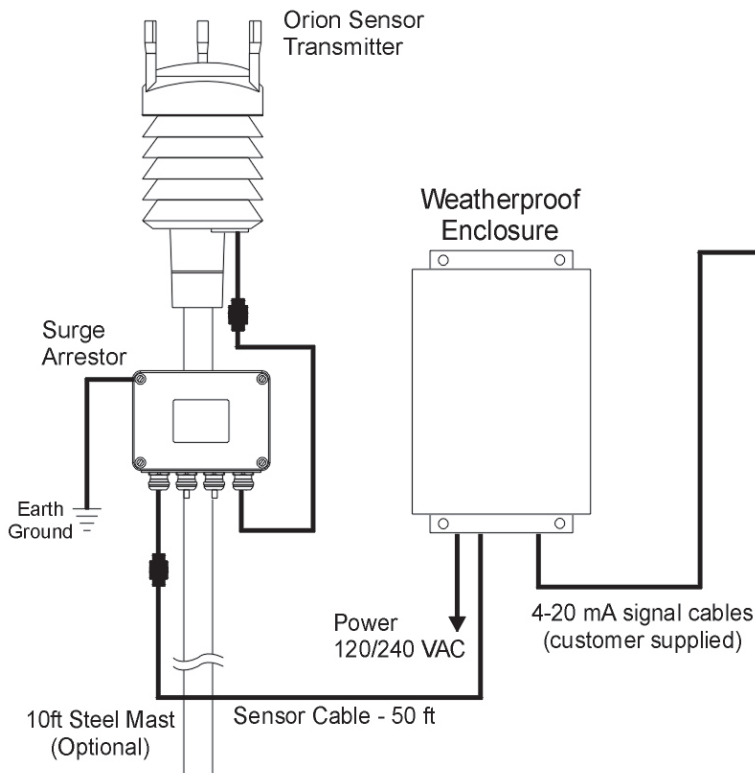 Orion Sensor
Transmitter
Weatherproof
Enclosure
Surge
Arrestor
Earth
Ground
Power
120/240 VAC
4-20 mA signal cables
(customer supplied)
10ft Steel Mast
(Optional)
Sensor Cable - 50 ft